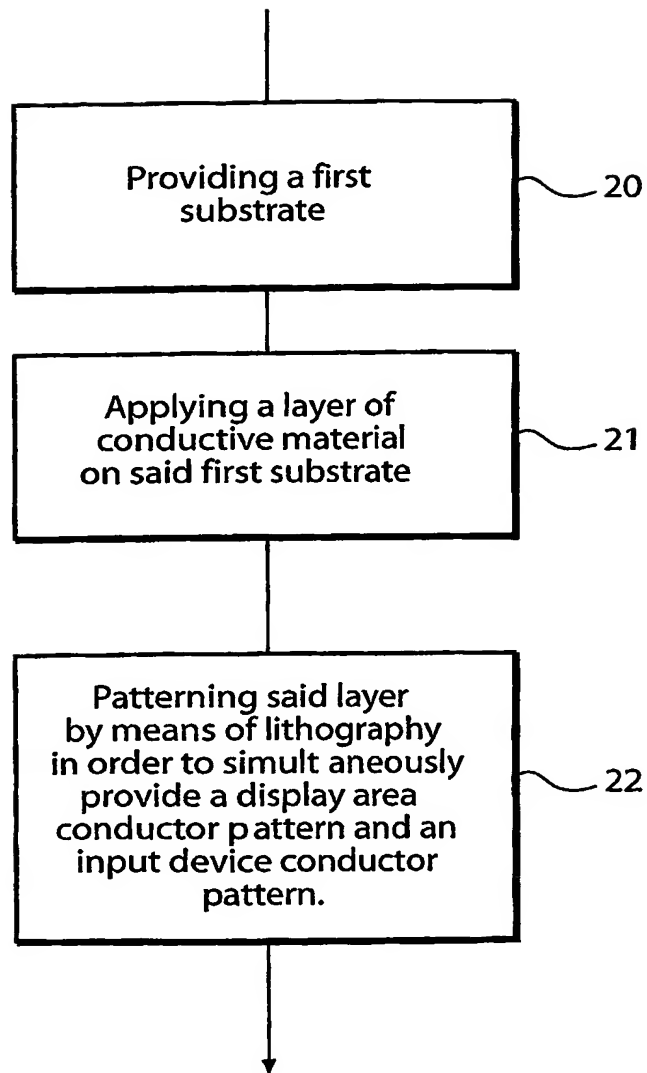 Providing a first
substrate
20
Applying a layer of
conductive material
on said first substrate
21
Patterning said layer
by means of lithography
in order to simult aneously
provide a display area
conductor pattern and an
input device conductor
pattern.
22